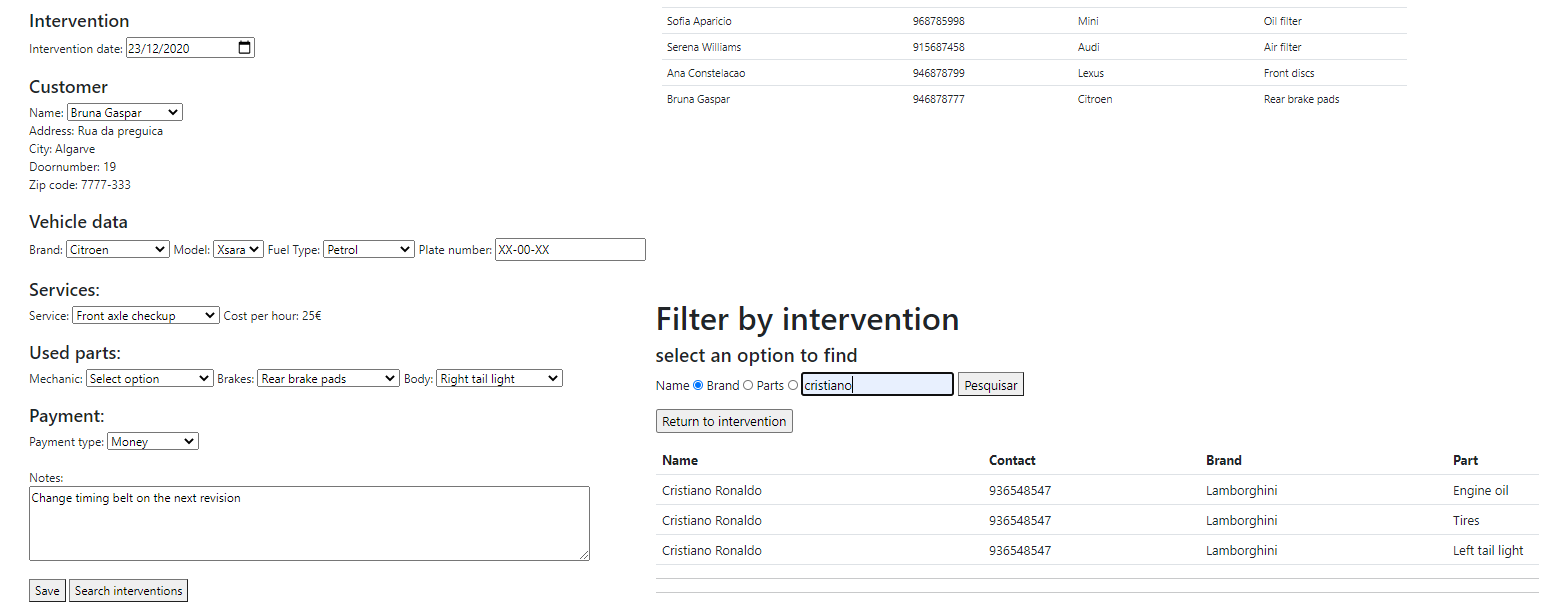 Intervention
Intervention date: 23/12/2020
Customer
Name: Bruna Gaspar
Address: Rua da preguica
City: Algarve
Doornumber: 19
Zip code: 7777-333
Vehicle data
Brand: Citroen Model: Xsara Fuel Type: Petrol Plate number: XX-00-XX
Services:
Service: Front axle checkup Cost per hour: 25€
Used parts:
Mechanic: Select option Brakes: Rear brake pads Body: Right tail light
Payment:
Payment type: Money
Notes:
Change timing belt on the next revision
Save Search interventions
Sofia Aparicio 968785998 Mini Oil filter
Serena Williams 915687458 Audi Air filter
Ana Constelacao 946878799 Lexus Front discs
Bruna Gaspar 946878777 Citroen Rear brake pads
Filter by intervention
select an option to find
Name Brand Parts cristiano Pesquisar
Return to intervention
Name Contact Brand Part
Cristiano Ronaldo 936548547 Lamborghini Engine oil
Cristiano Ronaldo 936548547 Lamborghini Tires
Cristiano Ronaldo 936548547 Lamborghini Left tail light